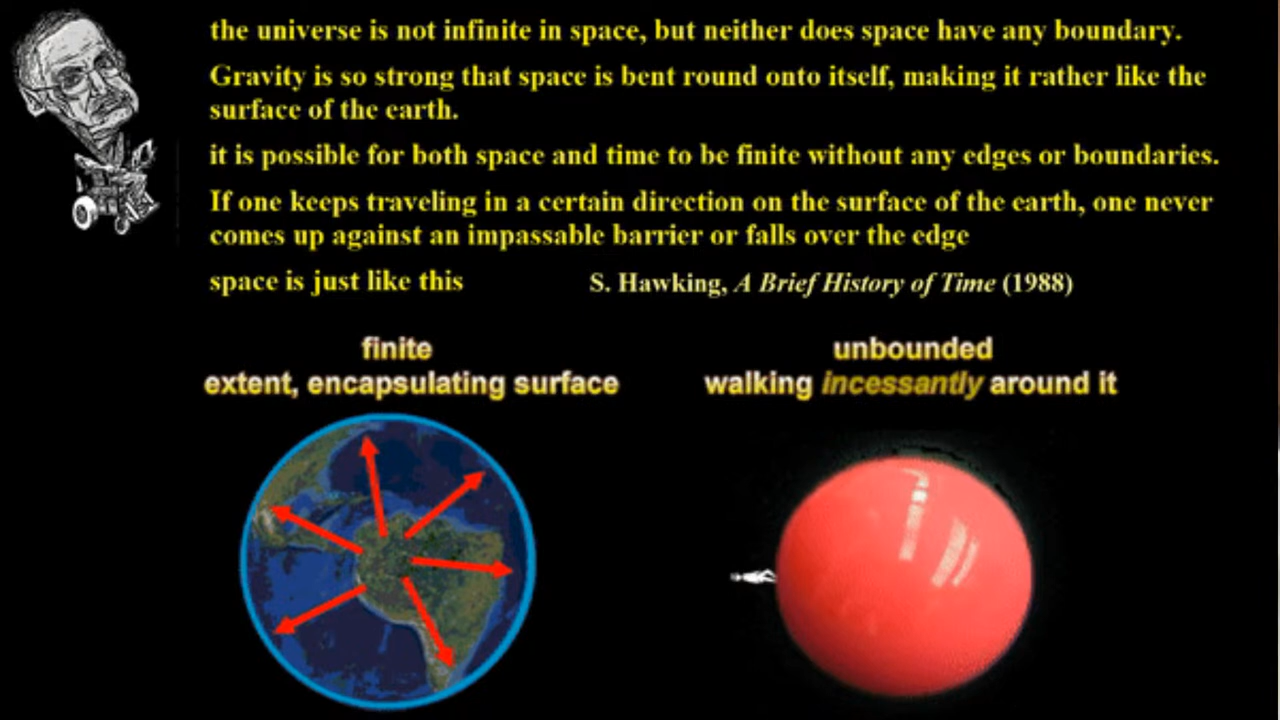 the universe is not infinite in space, but neither does space have any boundary.
Gravity is so strong that space is bent round onto itself, making it rather like the
surface of the earth.
it is possible for both space and time to be finite without any edges or boundaries.
If one keeps traveling in a certain direction on the surface of the earth, one never
comes up against an impassable barrier or falls over the edge
space is just like this S. Hawking, A Brief History of Time (1988)
finite
extent, encapsulating surface
unbounded
walking incessantly around it